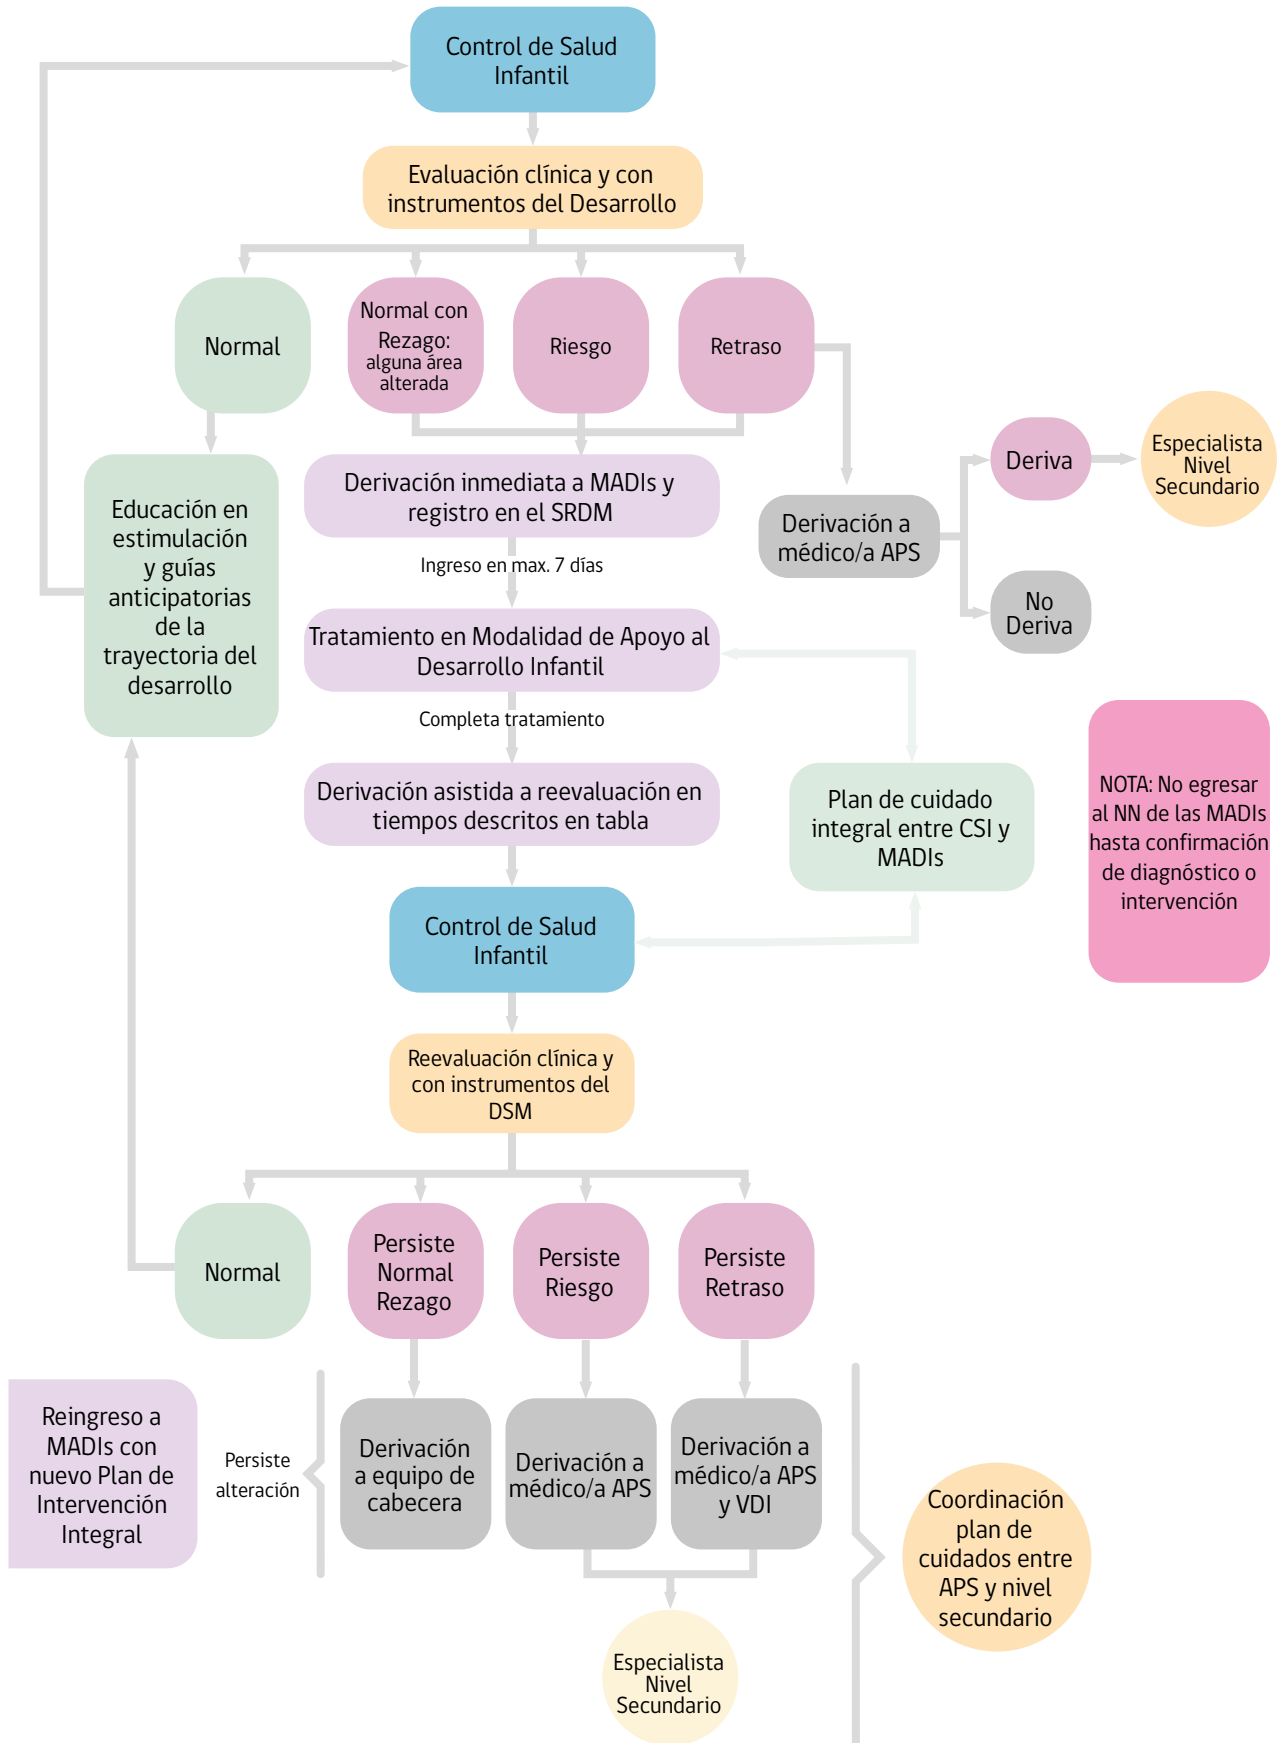 Control de Salud
Infantil
Evaluación clínica y con
instrumentos del Desarrollo
Normal
Normal con
Rezago:
alguna área
alterada
Riesgo
Retraso
Educación en
estimulación
y guías
anticipatorias
de la
trayectoria del
desarrollo
Derivación inmediata a MADIs y
registro en el SRDM
Derivación a
médico/a APS
Deriva
Especialista
Nivel
Secundario
No
Deriva
Ingreso en max. 7 días
Tratamiento en Modalidad de Apoyo al
Desarrollo Infantil
Completa tratamiento
Derivación asistida a reevaluación en
tiempos descritos en tabla
Plan de cuidado
integral entre CSI y
MADIs
NOTA: No egresar
al NN de las MADIs
hasta confirmación
de diagnóstico o
intervención
Control de Salud
Infantil
Reevaluación clínica y
con instrumentos del
DSM
Normal
Persiste
Normal
Rezago
Persiste
Riesgo
Persiste
Retraso
Reingreso a
MADIs con
nuevo Plan de
Intervención
Integral
Persiste
alteración
Derivación
a equipo de
cabecera
Derivación a
médico/a APS
Derivación a
médico/a APS
y VDI
Coordinación
plan de
cuidados entre
APS y nivel
secundario
Especialista
Nivel
Secundario